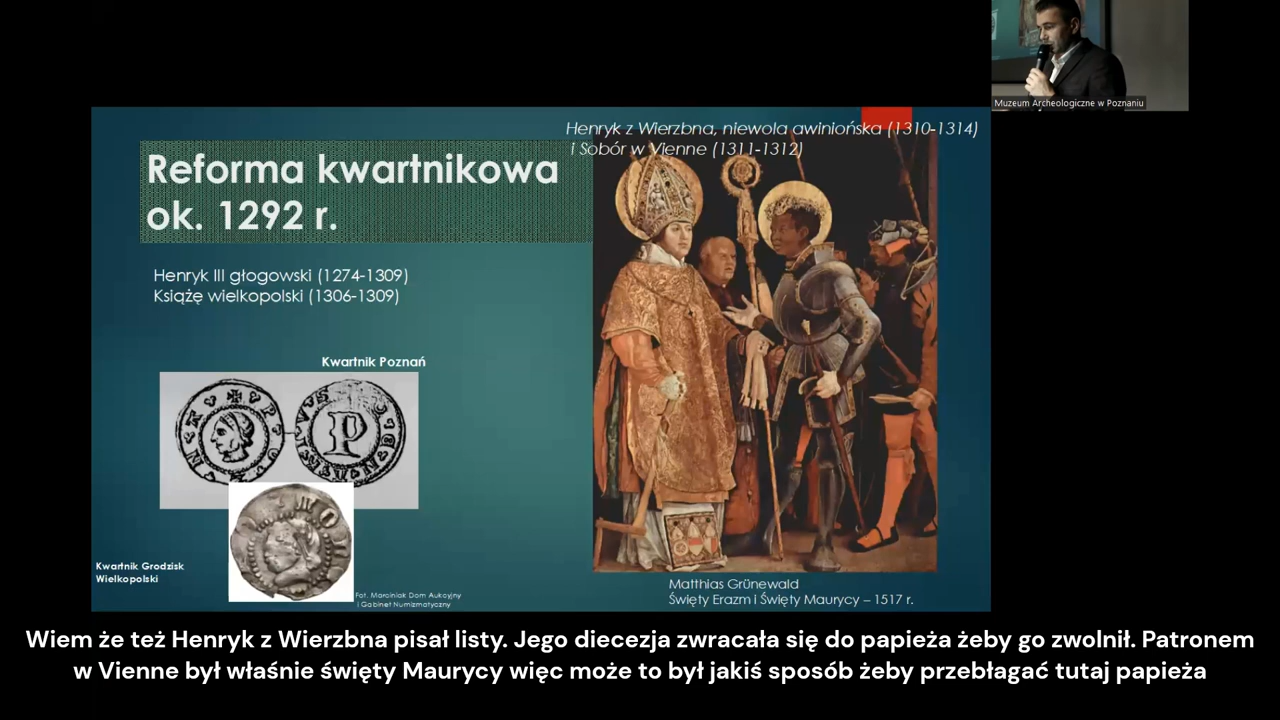 Muzeum Archeologiczne w Poznaniu
Henryk z Wierzbna, niewola awiniońska (1310-1314)
i Sobór w Vienne (1311-1312)
Reforma kwartnikowa
ok. 1292 r.
Henryk III głogowski (1274-1309)
Książę wielkopolski (1306-1309)
Kwartnik Poznań
P
Kwartnik Grodzisk
Wielkopolski
Fot. Marciniak Dom Aukcyjny
i Gabinet Numizmatyczny
Matthias Grünewald
Święty Erazm i Święty Maurycy – 1517 r.
Wiem że też Henryk z Wierzbna pisał listy. Jego diecezja zwracała się do papieża żeby go zwolnił. Patronem
w Vienne był właśnie święty Maurycy więc może to był jakiś sposób żeby przebłagać tutaj papieża